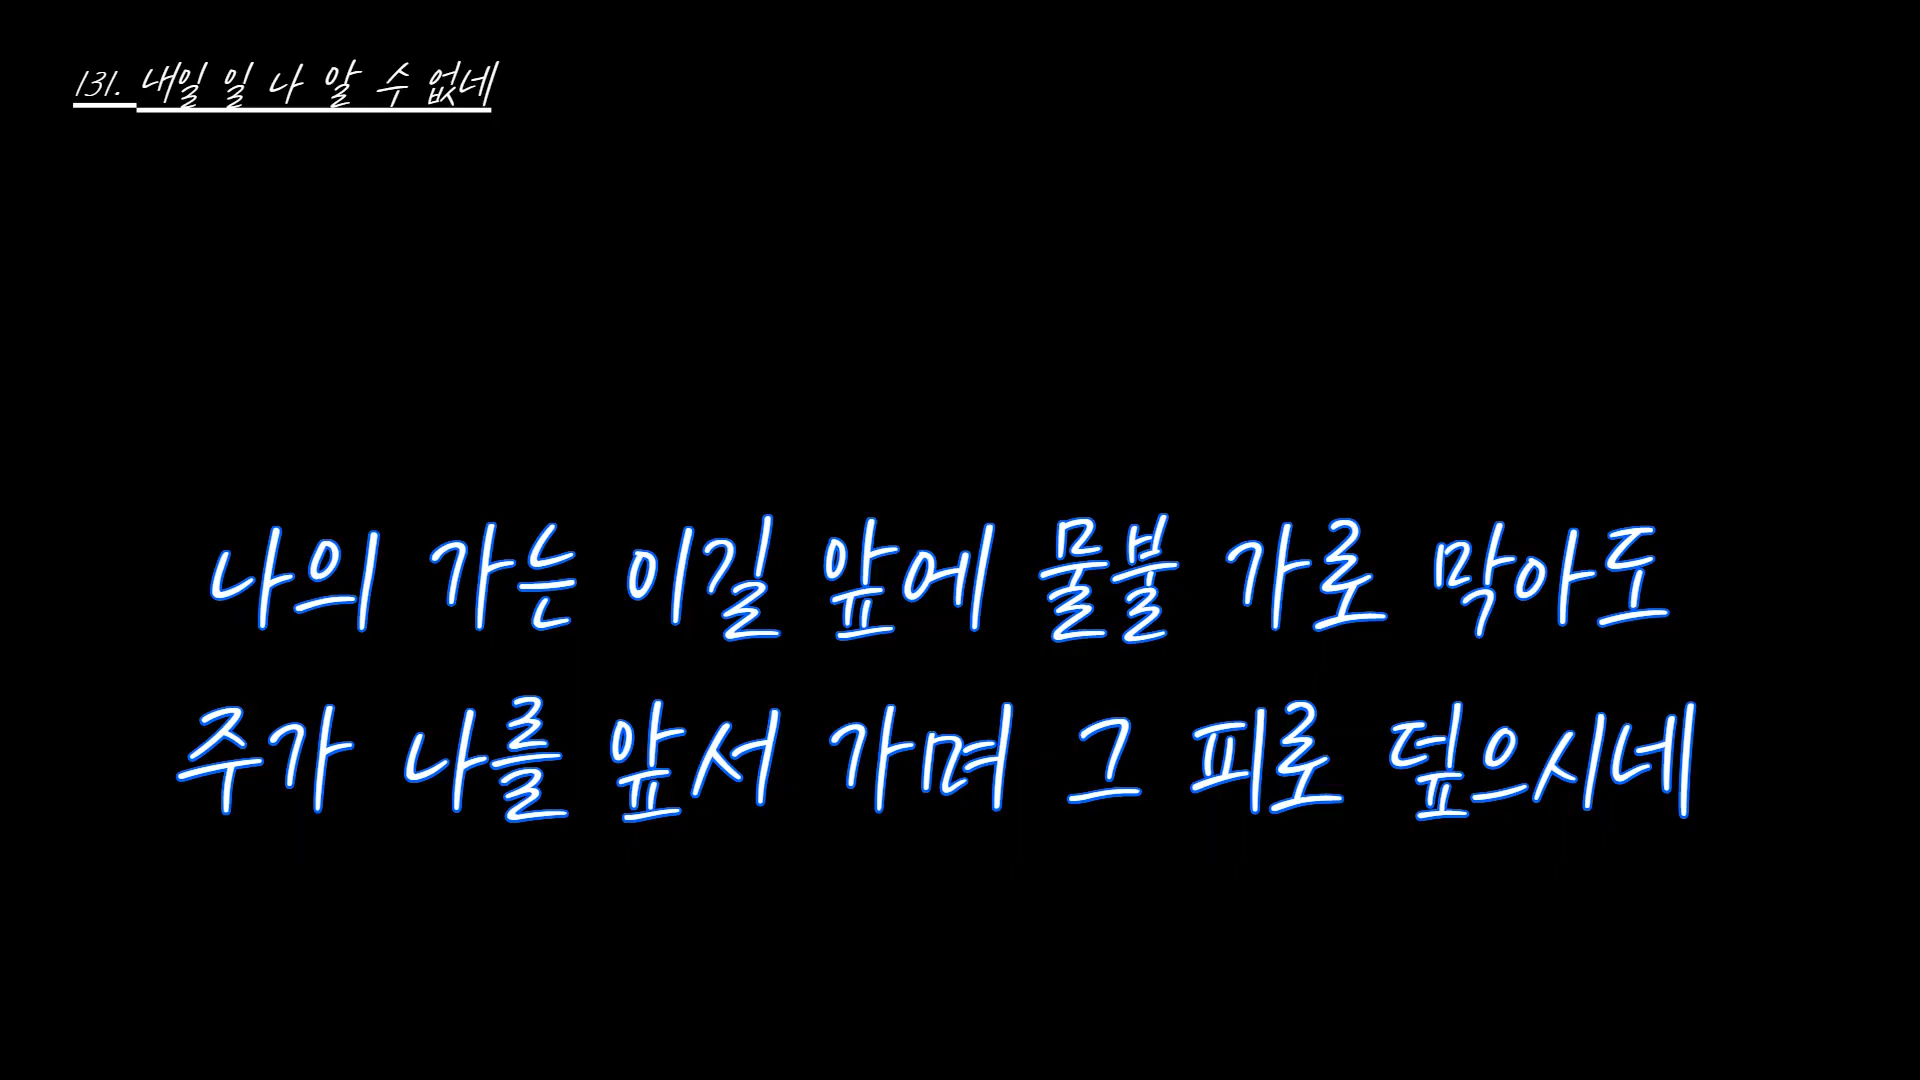 131. 내일 일 나 알 수 없네
나의 가는 이길 앞에 물불 가로 막아도
주가 나를 앞서 가며 그 피로 덮으시네